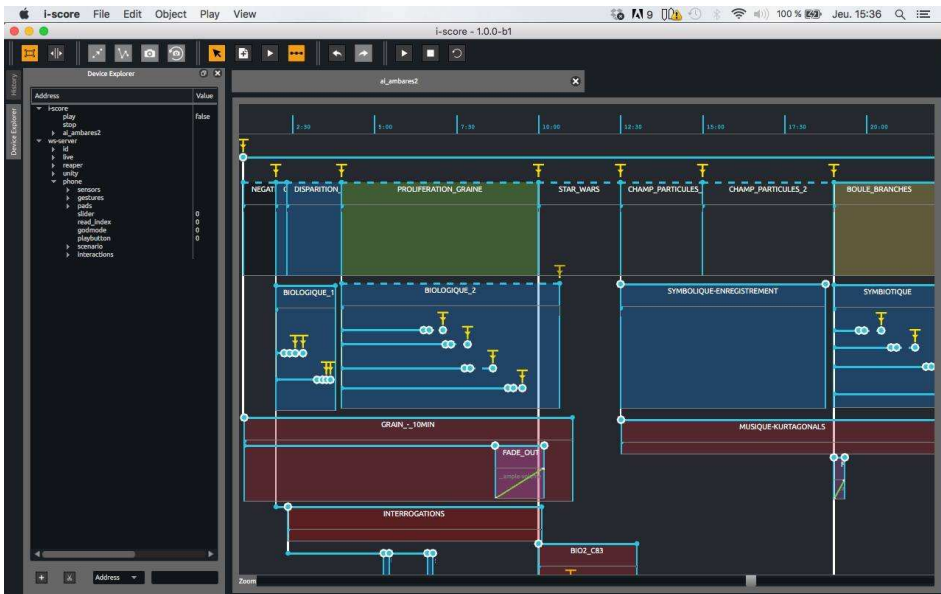 i-score File Edit Object Play View 9 100 % Jeu. 15:36
i-score - 1.0.0-b1
History
Device Explorer
Device Explorer
Address Value
i-score
play false
stop
al_ambares2
ws-server
id
live
reaper
unity
phone
sensors
gestures
pads
slider 0
read_index 0
godmode 0
playbutton 0
scenario
interactions
Address
al_ambares2
2:30 5:00 7:30 10:00 12:30 15:00 17:30 20:00
NEGAT DISPARITION_ PROLIFERATION_GRAINE STAR_WARS CHAMP_PARTICULES_ CHAMP_PARTICULES_2 BOULE_BRANCHES
BIOLOGIQUE_1 BIOLOGIQUE_2 SYMBOLIQUE-ENREGISTREMENT SYMBIOTIQUE
GRAIN_-_10MIN MUSIQUE-KURTAGONALS
FADE_OUT
INTERROGATIONS
BIO2_C83
Zoom